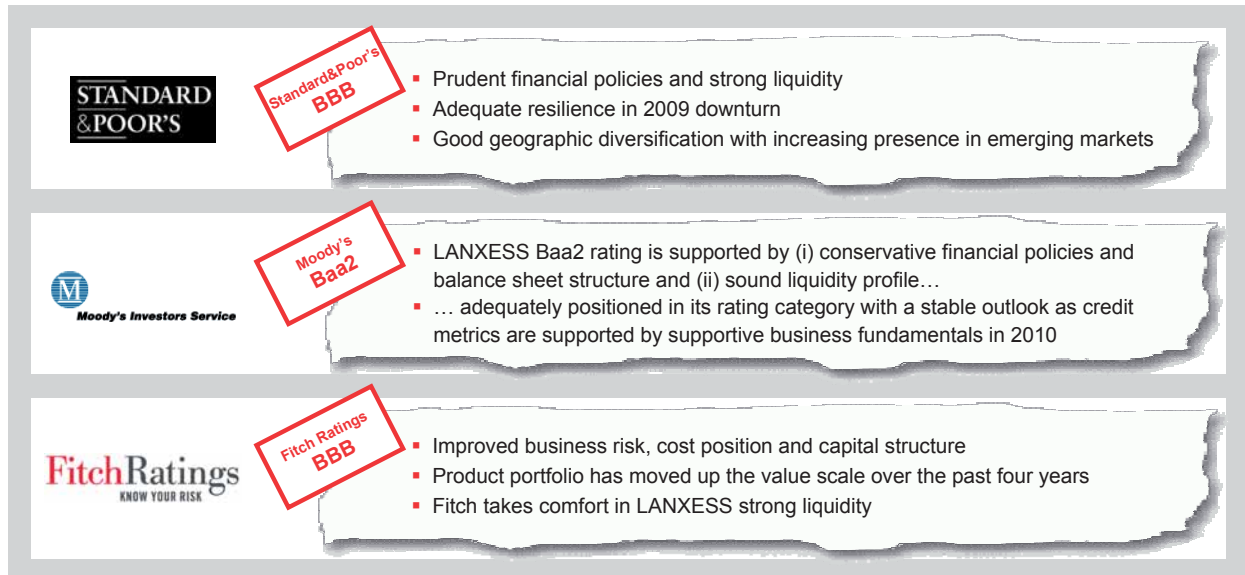 STANDARD
&POOR'S
Standard&Poor's
BBB
▪ Prudent financial policies and strong liquidity
▪ Adequate resilience in 2009 downturn
▪ Good geographic diversification with increasing presence in emerging markets
M
Moody's Investors Service
Moody's
Baa2
▪ LANXESS Baa2 rating is supported by (i) conservative financial policies and
balance sheet structure and (ii) sound liquidity profile…
▪ … adequately positioned in its rating category with a stable outlook as credit
metrics are supported by supportive business fundamentals in 2010
FitchRatings
KNOW YOUR RISK
Fitch Ratings
BBB
▪ Improved business risk, cost position and capital structure
▪ Product portfolio has moved up the value scale over the past four years
▪ Fitch takes comfort in LANXESS strong liquidity